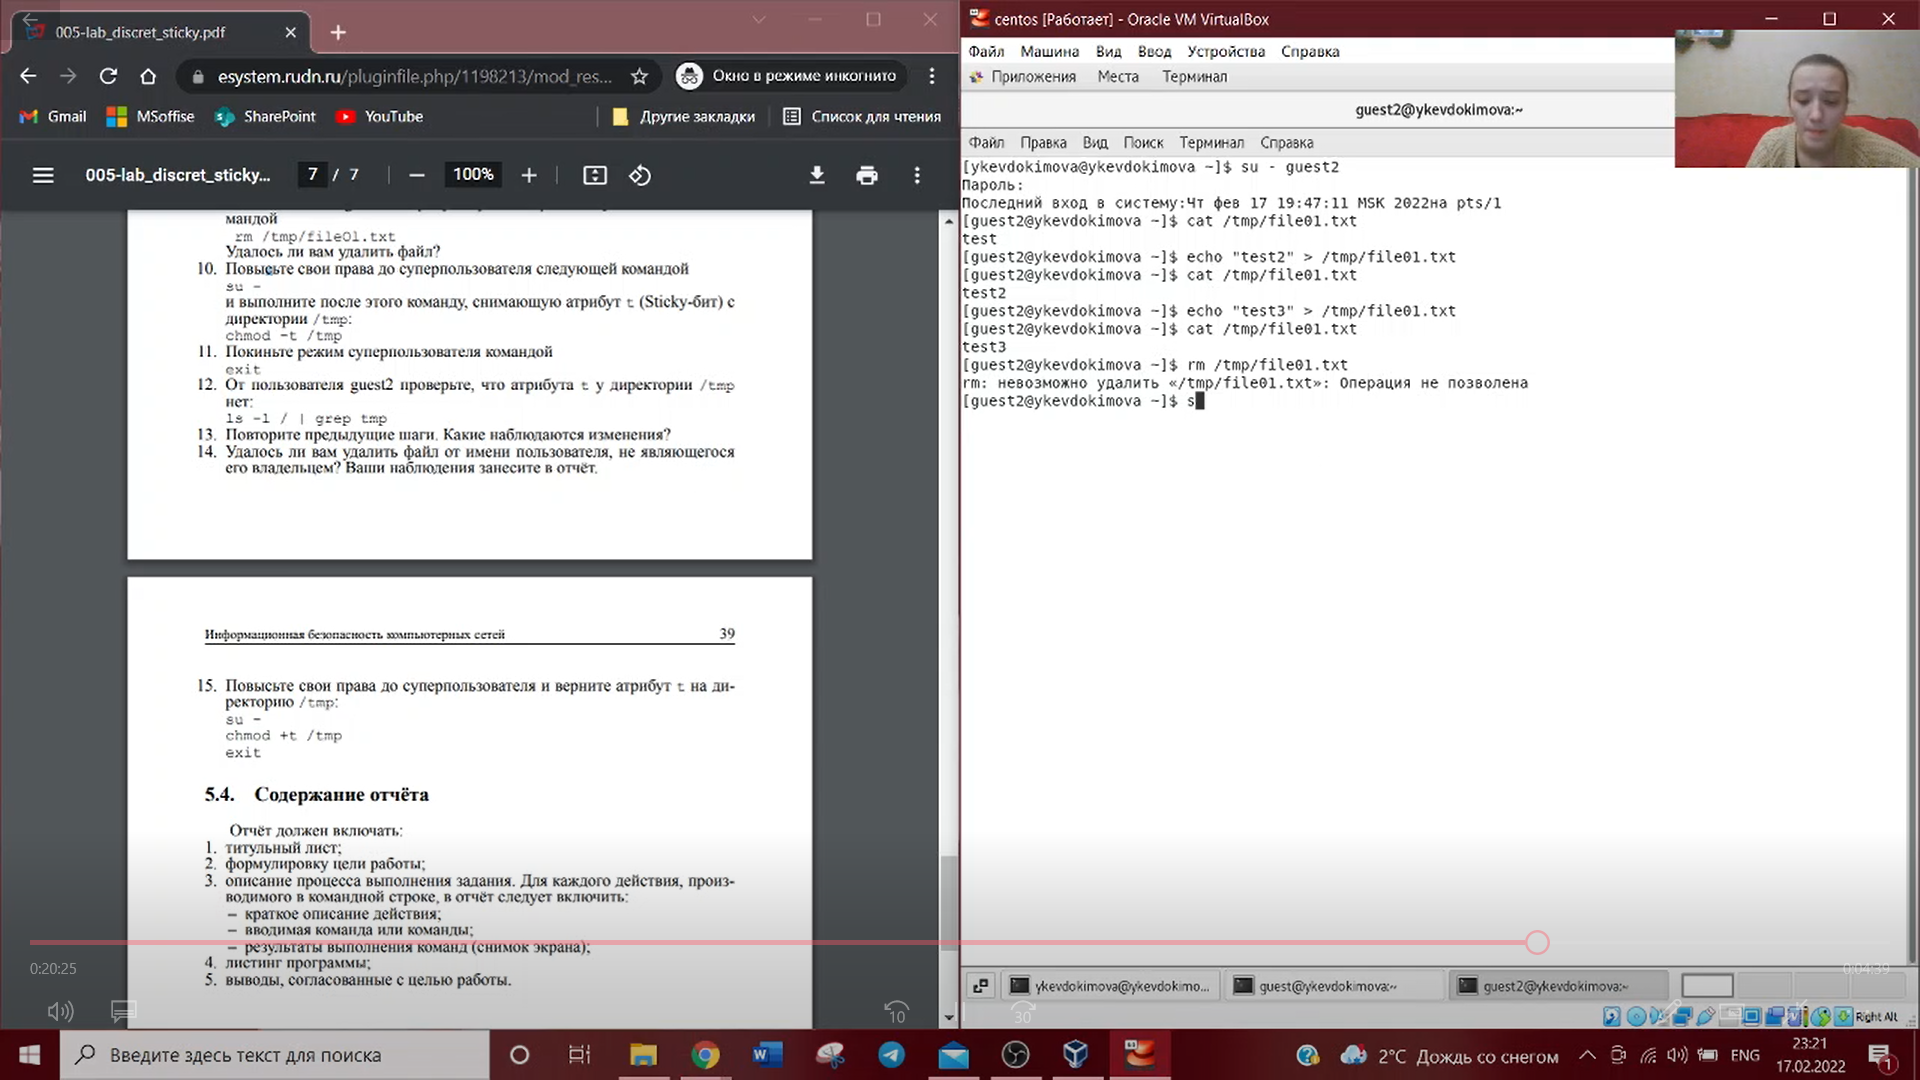 005-lab_discret_sticky.pdf
esystem.rudn.ru/pluginfile.php/1198213/mod_res...
Окно в режиме инкогнито
Gmail
MSoffise
SharePoint
YouTube
Другие закладки
Список для чтения
005-lab_discret_sticky...
7 / 7
100%
мандой
rm /tmp/file01.txt
Удалось ли вам удалить файл?
10. Повысьте свои права до суперпользователя следующей командой
su -
и выполните после этого команду, снимающую атрибут t (Sticky-бит) с
директории /tmp:
chmod -t /tmp
11. Покиньте режим суперпользователя командой
exit
12. От пользователя guest2 проверьте, что атрибута t у директории /tmp
нет:
ls -l / | grep tmp
13. Повторите предыдущие шаги. Какие наблюдаются изменения?
14. Удалось ли вам удалить файл от имени пользователя, не являющегося
его владельцем? Ваши наблюдения занесите в отчёт.
Информационная безопасность компьютерных сетей 39
15. Повысьте свои права до суперпользователя и верните атрибут t на ди-
ректорию /tmp:
su -
chmod +t /tmp
exit
5.4. Содержание отчёта
Отчёт должен включать:
1. титульный лист;
2. формулировку цели работы;
3. описание процесса выполнения задания. Для каждого действия, произ-
водимого в командной строке, в отчёт следует включить:
– краткое описание действия;
– вводимая команда или команды;
– результаты выполнения команд (снимок экрана);
4. листинг программы;
5. выводы, согласованные с целью работы.
0:20:25
10
30
0:04:39
centos [Работает] - Oracle VM VirtualBox
Файл Машина Вид Ввод Устройства Справка
Приложения Места Терминал
guest2@ykevdokimova:~
Файл Правка Вид Поиск Терминал Справка
[ykevdokimova@ykevdokimova ~]$ su - guest2
Пароль:
Последний вход в систему:Чт фев 17 19:47:11 MSK 2022на pts/1
[guest2@ykevdokimova ~]$ cat /tmp/file01.txt
test
[guest2@ykevdokimova ~]$ echo "test2" > /tmp/file01.txt
[guest2@ykevdokimova ~]$ cat /tmp/file01.txt
test2
[guest2@ykevdokimova ~]$ echo "test3" > /tmp/file01.txt
[guest2@ykevdokimova ~]$ cat /tmp/file01.txt
test3
[guest2@ykevdokimova ~]$ rm /tmp/file01.txt
rm: невозможно удалить «/tmp/file01.txt»: Операция не позволена
[guest2@ykevdokimova ~]$ s
ykevdokimova@ykevdokimo...
guest@ykevdokimova:~
guest2@ykevdokimova:~
Right Alt
Введите здесь текст для поиска
2°C Дождь со снегом
ENG
23:21
17.02.2022
1